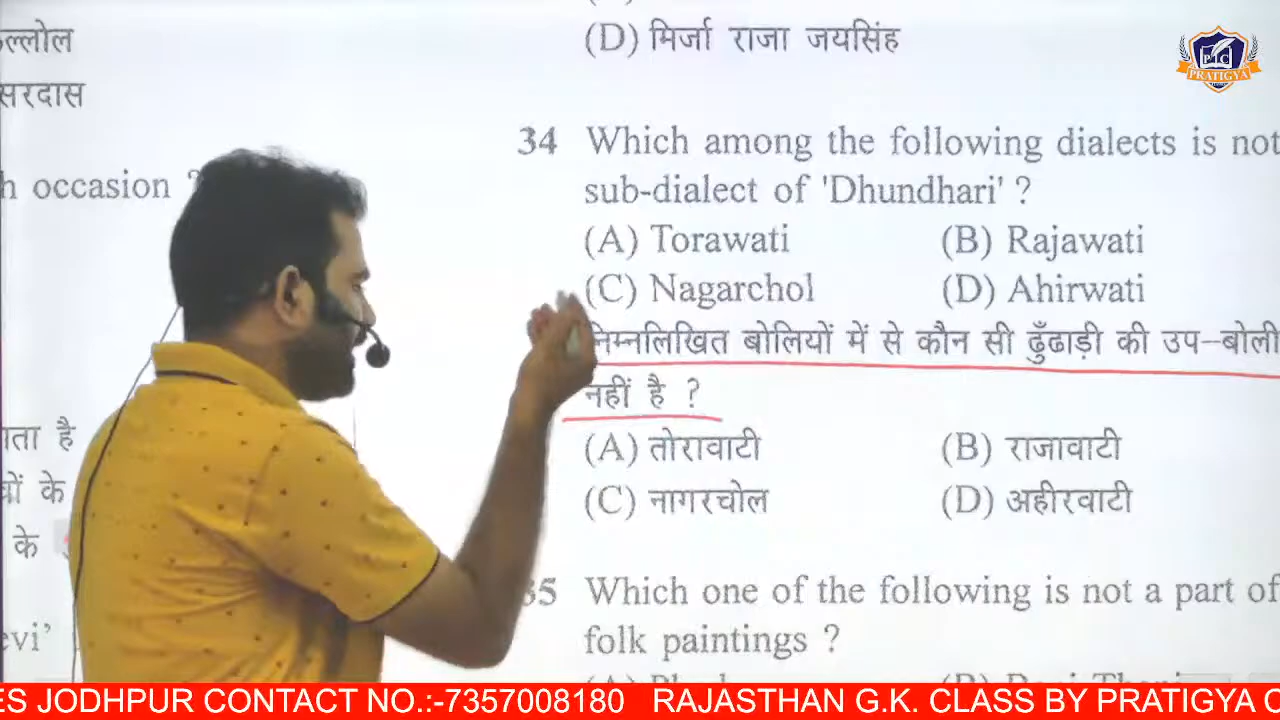 (D) मिर्जा राजा जयसिंह
PTC
PRATIGYA
occasion ?
34 Which among the following dialects is not
sub-dialect of 'Dhundhari' ?
(A) Torawati (B) Rajawati
(C) Nagarchol (D) Ahirwati
निम्नलिखित बोलियों में से कौन सी ढुँढाड़ी की उप-बोली
नहीं है ?
(A) तोरावाटी (B) राजावाटी
(C) नागरचोल (D) अहीरवाटी
है
के
के
35 Which one of the following is not a part of
folk paintings ?
ES JODHPUR CONTACT NO.:-7357008180 RAJASTHAN G.K. CLASS BY PRATIGYA C